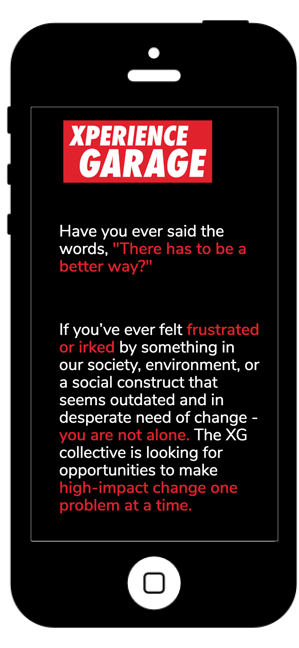 XPERIENCE
GARAGE
Have you ever said the
words, "There has to be a
better way?"
If you've ever felt frustrated
or irked by something in
our society, environment, or
a social construct that
seems outdated and in
desperate need of change -
you are not alone. The XG
collective is looking for
opportunities to make
high-impact change one
problem at a time.